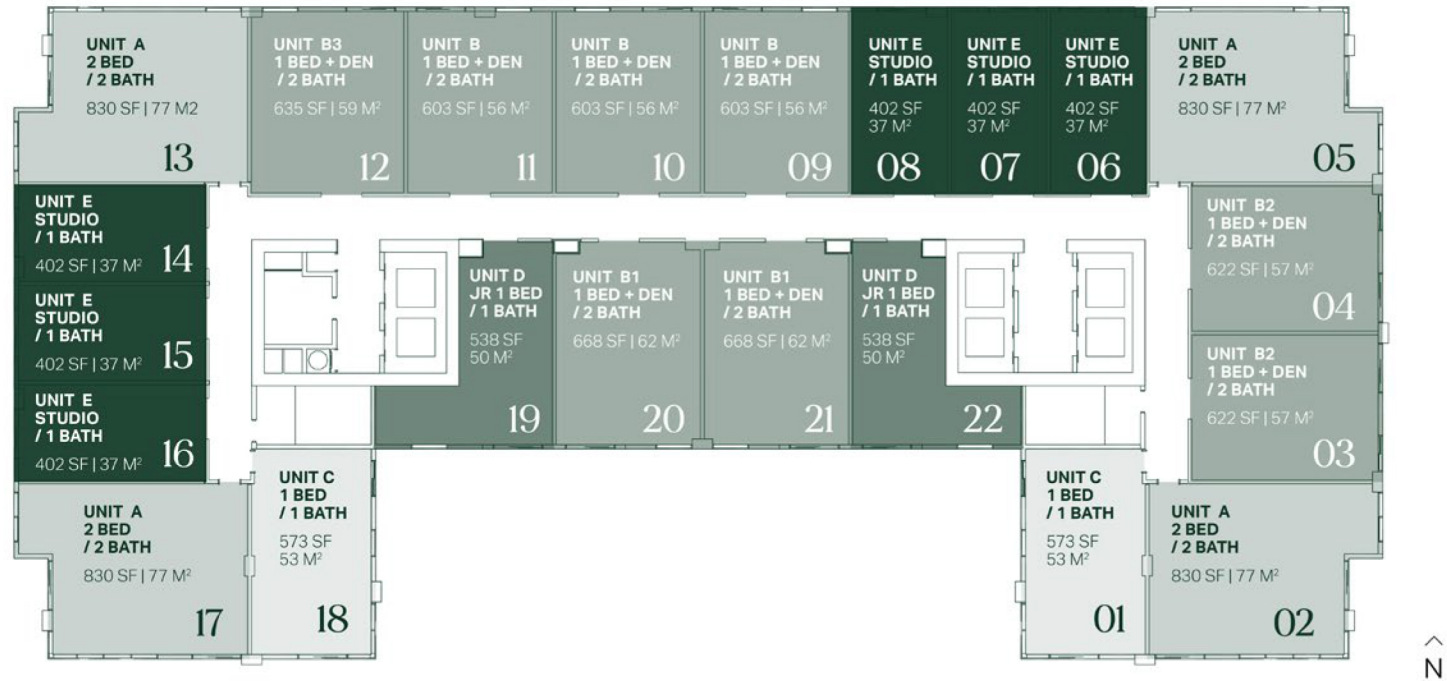 UNIT A
2 BED
/ 2 BATH
830 SF | 77 M2
13
UNIT B3
1 BED + DEN
/ 2 BATH
635 SF | 59 M²
12
UNIT B
1 BED + DEN
/ 2 BATH
603 SF | 56 M²
11
UNIT B
1 BED + DEN
/ 2 BATH
603 SF | 56 M²
10
UNIT B
1 BED + DEN
/ 2 BATH
603 SF | 56 M²
09
UNIT E
STUDIO
/ 1 BATH
402 SF
37 M²
08
UNIT E
STUDIO
/ 1 BATH
402 SF
37 M²
07
UNIT E
STUDIO
/ 1 BATH
402 SF
37 M²
06
UNIT A
2 BED
/ 2 BATH
830 SF | 77 M²
05
UNIT E
STUDIO
/ 1 BATH
402 SF | 37 M²
14
UNIT E
STUDIO
/ 1 BATH
402 SF | 37 M²
15
UNIT E
STUDIO
/ 1 BATH
402 SF | 37 M²
16
UNIT D
JR 1 BED
/ 1 BATH
538 SF
50 M²
19
UNIT B1
1 BED + DEN
/ 2 BATH
668 SF | 62 M²
20
UNIT B1
1 BED + DEN
/ 2 BATH
668 SF | 62 M²
21
UNIT D
JR 1 BED
/ 1 BATH
538 SF
50 M²
22
UNIT B2
1 BED + DEN
/ 2 BATH
622 SF | 57 M²
04
UNIT B2
1 BED + DEN
/ 2 BATH
622 SF | 57 M²
03
UNIT A
2 BED
/ 2 BATH
830 SF | 77 M²
17
UNIT C
1 BED
/ 1 BATH
573 SF
53 M²
18
UNIT C
1 BED
/ 1 BATH
573 SF
53 M²
01
UNIT A
2 BED
/ 2 BATH
830 SF | 77 M²
02
N